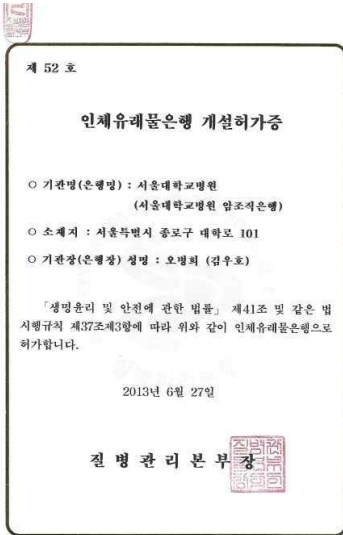 제 52 호
인체유래물은행 개설허가증
○ 기관명(은행명) : 서울대학교병원
(서울대학교병원 암조직은행)
○ 소재지 : 서울특별시 종로구 대학로 101
○ 기관장(은행장) 성명 : 오병희 (김우호)
「생명윤리 및 안전에 관한 법률」 제41조 및 같은 법
시행규칙 제37조제3항에 따라 위와 같이 인체유래물은행으로
허가합니다.
2013년 6월 27일
질병관리본부장